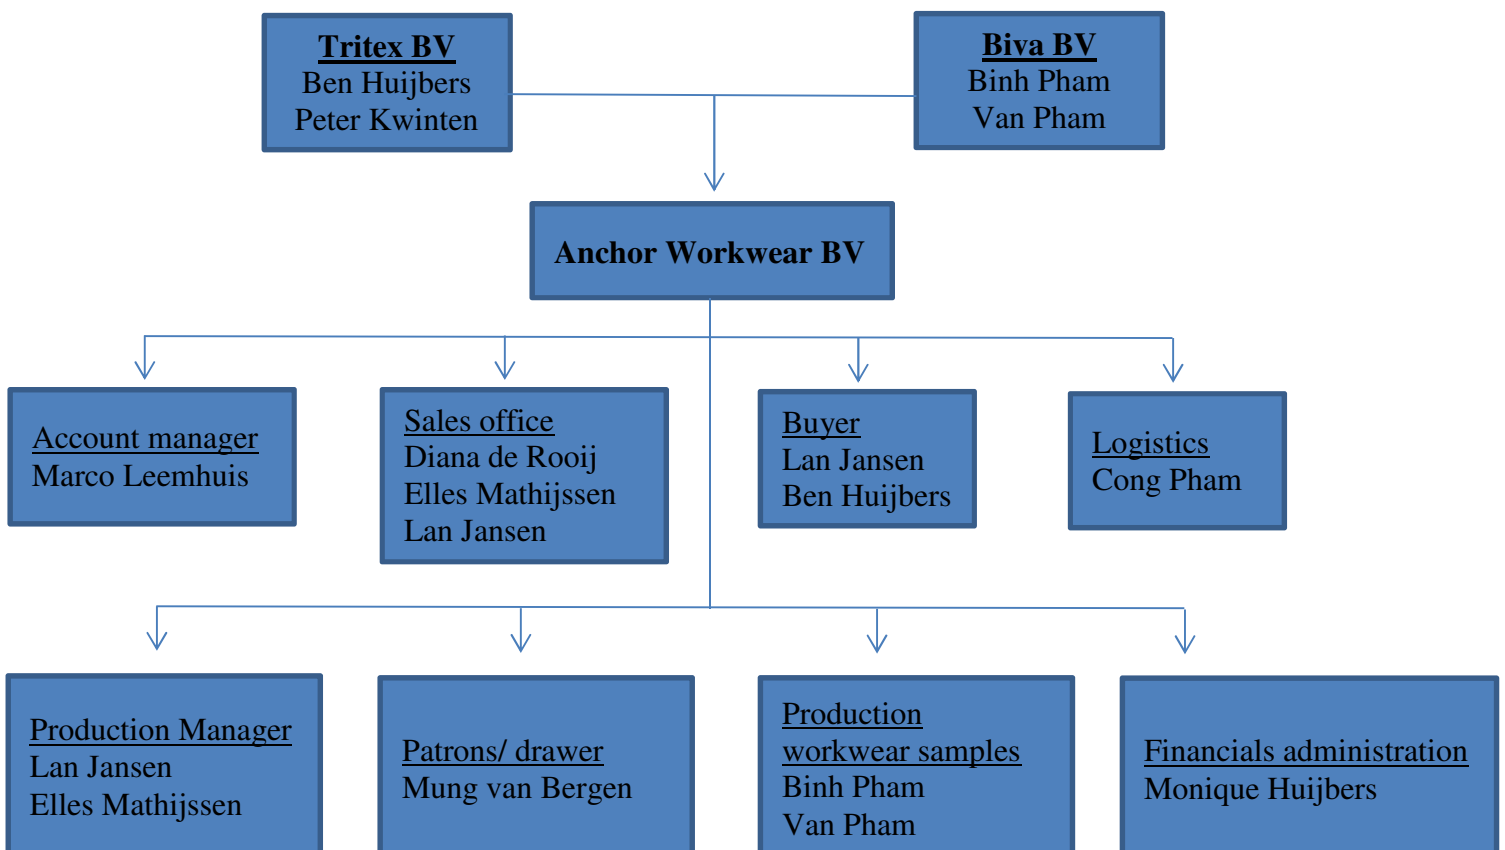 Tritex BV
Ben Huijbers
Peter Kwinten
Biva BV
Binh Pham
Van Pham
Anchor Workwear BV
Account manager
Marco Leemhuis
Sales office
Diana de Rooij
Elles Mathijssen
Lan Jansen
Buyer
Lan Jansen
Ben Huijbers
Logistics
Cong Pham
Production Manager
Lan Jansen
Elles Mathijssen
Patrons/ drawer
Mung van Bergen
Production
workwear samples
Binh Pham
Van Pham
Financials administration
Monique Huijbers